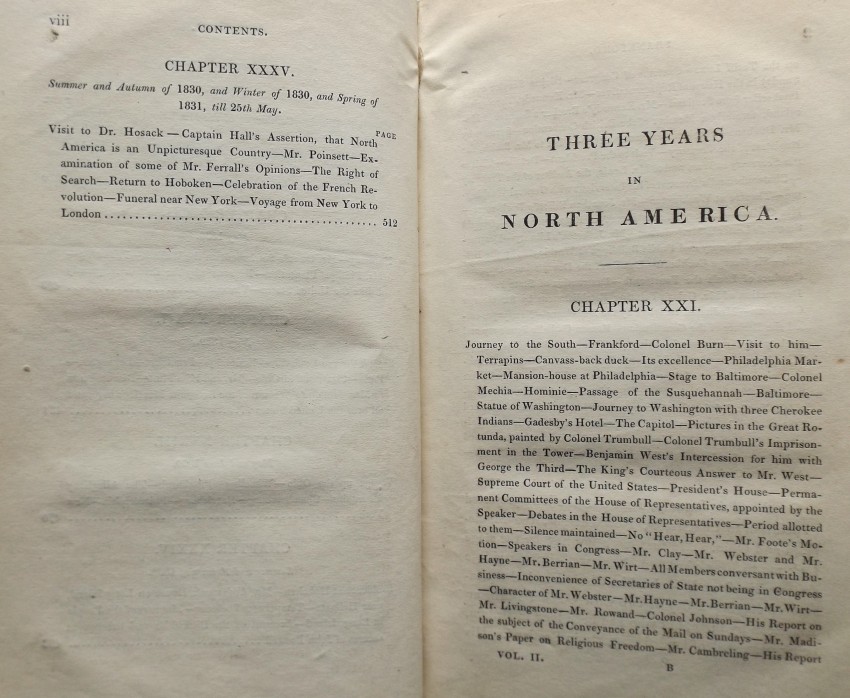 viii
CONTENTS.
CHAPTER XXXV.
Summer and Autumn of 1830, and Winter of 1830, and Spring of
1831, till 25th May.
PAGE
Visit to Dr. Hosack—Captain Hall's Assertion, that North
America is an Unpicturesque Country—Mr. Poinsett—Ex-
amination of some of Mr. Ferrall's Opinions—The Right of
Search—Return to Hoboken—Celebration of the French Re-
volution—Funeral near New York—Voyage from New York to
London ............................................. 512
THREE YEARS
IN
NORTH AMERICA.
CHAPTER XXI.
Journey to the South—Frankford—Colonel Burn—Visit to him—
Terrapins—Canvass-back duck—Its excellence—Philadelphia Mar-
ket—Mansion-house at Philadelphia—Stage to Baltimore—Colonel
Mechia—Hominie—Passage of the Susquehannah—Baltimore—
Statue of Washington—Journey to Washington with three Cherokee
Indians—Gadesby's Hotel—The Capitol—Pictures in the Great Ro-
tunda, painted by Colonel Trumbull—Colonel Trumbull's Imprison-
ment in the Tower—Benjamin West's Intercession for him with
George the Third—The King's Courteous Answer to Mr. West—
Supreme Court of the United States—President's House—Perma-
nent Committees of the House of Representatives, appointed by the
Speaker—Debates in the House of Representatives—Period allotted
to them—Silence maintained—No "Hear, Hear,"—Mr. Foote's Mo-
tion—Speakers in Congress—Mr. Clay—Mr. Webster and Mr.
Hayne—Mr. Berrian—Mr. Wirt—All Members conversant with Bu-
siness—Inconvenience of Secretaries of State not being in Congress
—Character of Mr. Webster—Mr. Hayne—Mr. Berrian—Mr. Wirt—
Mr. Livingstone—Mr. Rowand—Colonel Johnson—His Report on
the subject of the Conveyance of the Mail on Sundays—Mr. Madi-
son's Paper on Religious Freedom—Mr. Cambreling—His Report
VOL. II.
B